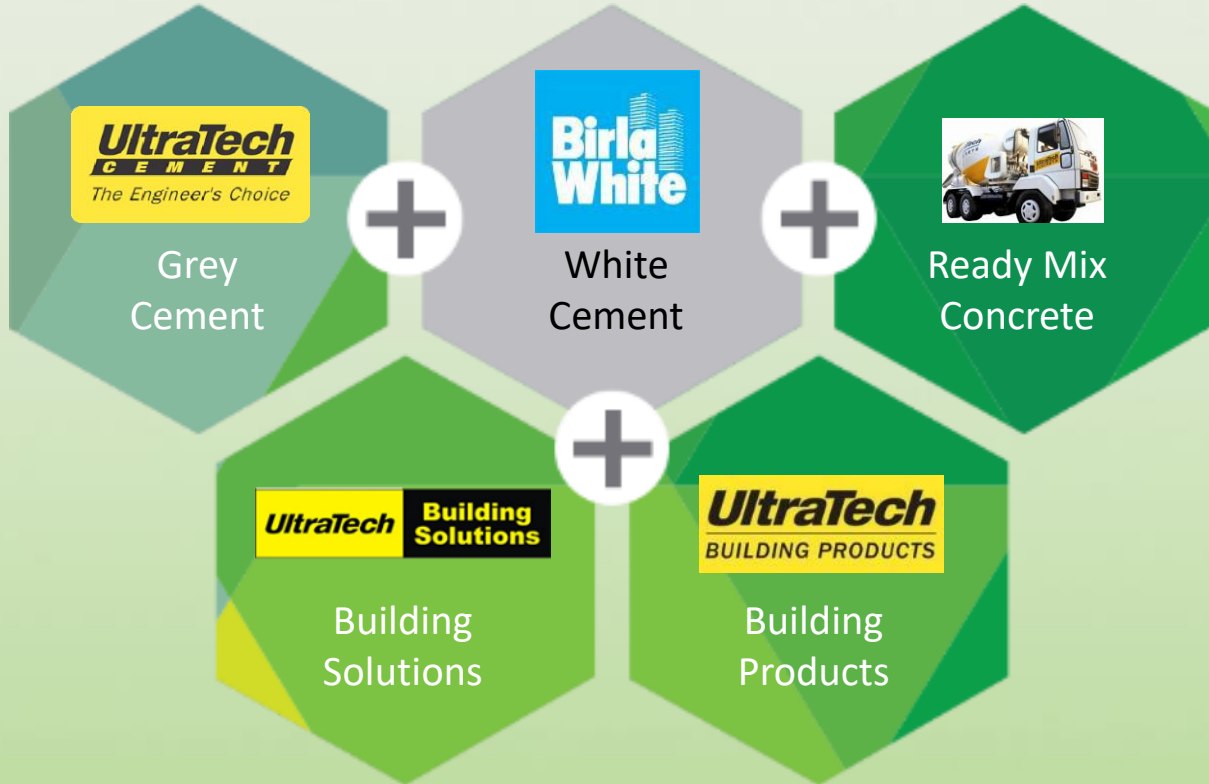 UltraTech
CEMENT
The Engineer's Choice
Grey
Cement
Birla
White
White
Cement
Ready Mix
Concrete
UltraTech
Building
Solutions
Building
Solutions
UltraTech
BUILDING PRODUCTS
Building
Products